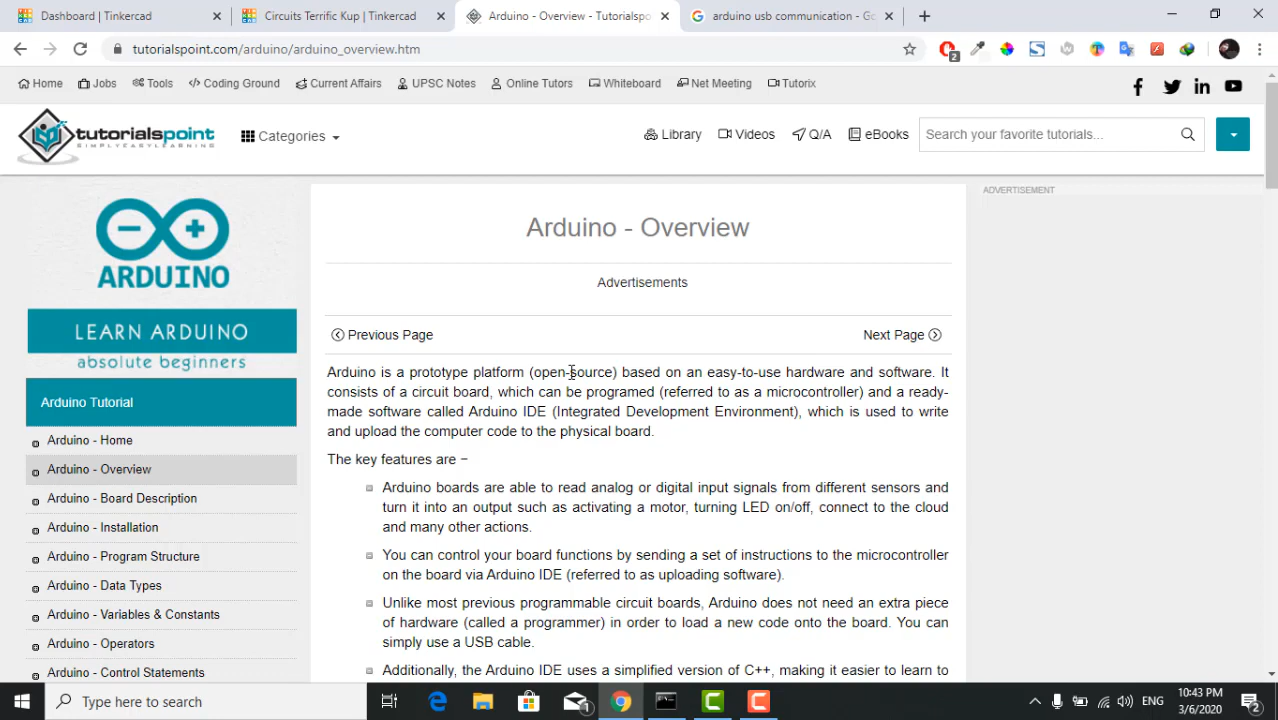 Dashboard | Tinkercad
Circuits Terrific Kup | Tinkercad
Arduino - Overview - Tutorialspo
arduino usb communication - Go
tutorialspoint.com/arduino/arduino_overview.htm
2
Home
Jobs
Tools
</> Coding Ground
Current Affairs
UPSC Notes
Online Tutors
Whiteboard
Net Meeting
Tutorix
tutorialspoint
SIMPLYEASYLEARNING
Categories
Library
Videos
Q/A
eBooks
Search your favorite tutorials...
ARDUINO
LEARN ARDUINO
absolute beginners
Arduino Tutorial
Arduino - Home
Arduino - Overview
Arduino - Board Description
Arduino - Installation
Arduino - Program Structure
Arduino - Data Types
Arduino - Variables & Constants
Arduino - Operators
Arduino - Control Statements
Arduino - Overview
Advertisements
Previous Page
Next Page
Arduino is a prototype platform (open-source) based on an easy-to-use hardware and software. It
consists of a circuit board, which can be programed (referred to as a microcontroller) and a ready-
made software called Arduino IDE (Integrated Development Environment), which is used to write
and upload the computer code to the physical board.
The key features are −
Arduino boards are able to read analog or digital input signals from different sensors and
turn it into an output such as activating a motor, turning LED on/off, connect to the cloud
and many other actions.
You can control your board functions by sending a set of instructions to the microcontroller
on the board via Arduino IDE (referred to as uploading software).
Unlike most previous programmable circuit boards, Arduino does not need an extra piece
of hardware (called a programmer) in order to load a new code onto the board. You can
simply use a USB cable.
Additionally, the Arduino IDE uses a simplified version of C++, making it easier to learn to
ADVERTISEMENT
Type here to search
1
ENG
10:43 PM
3/6/2020
2